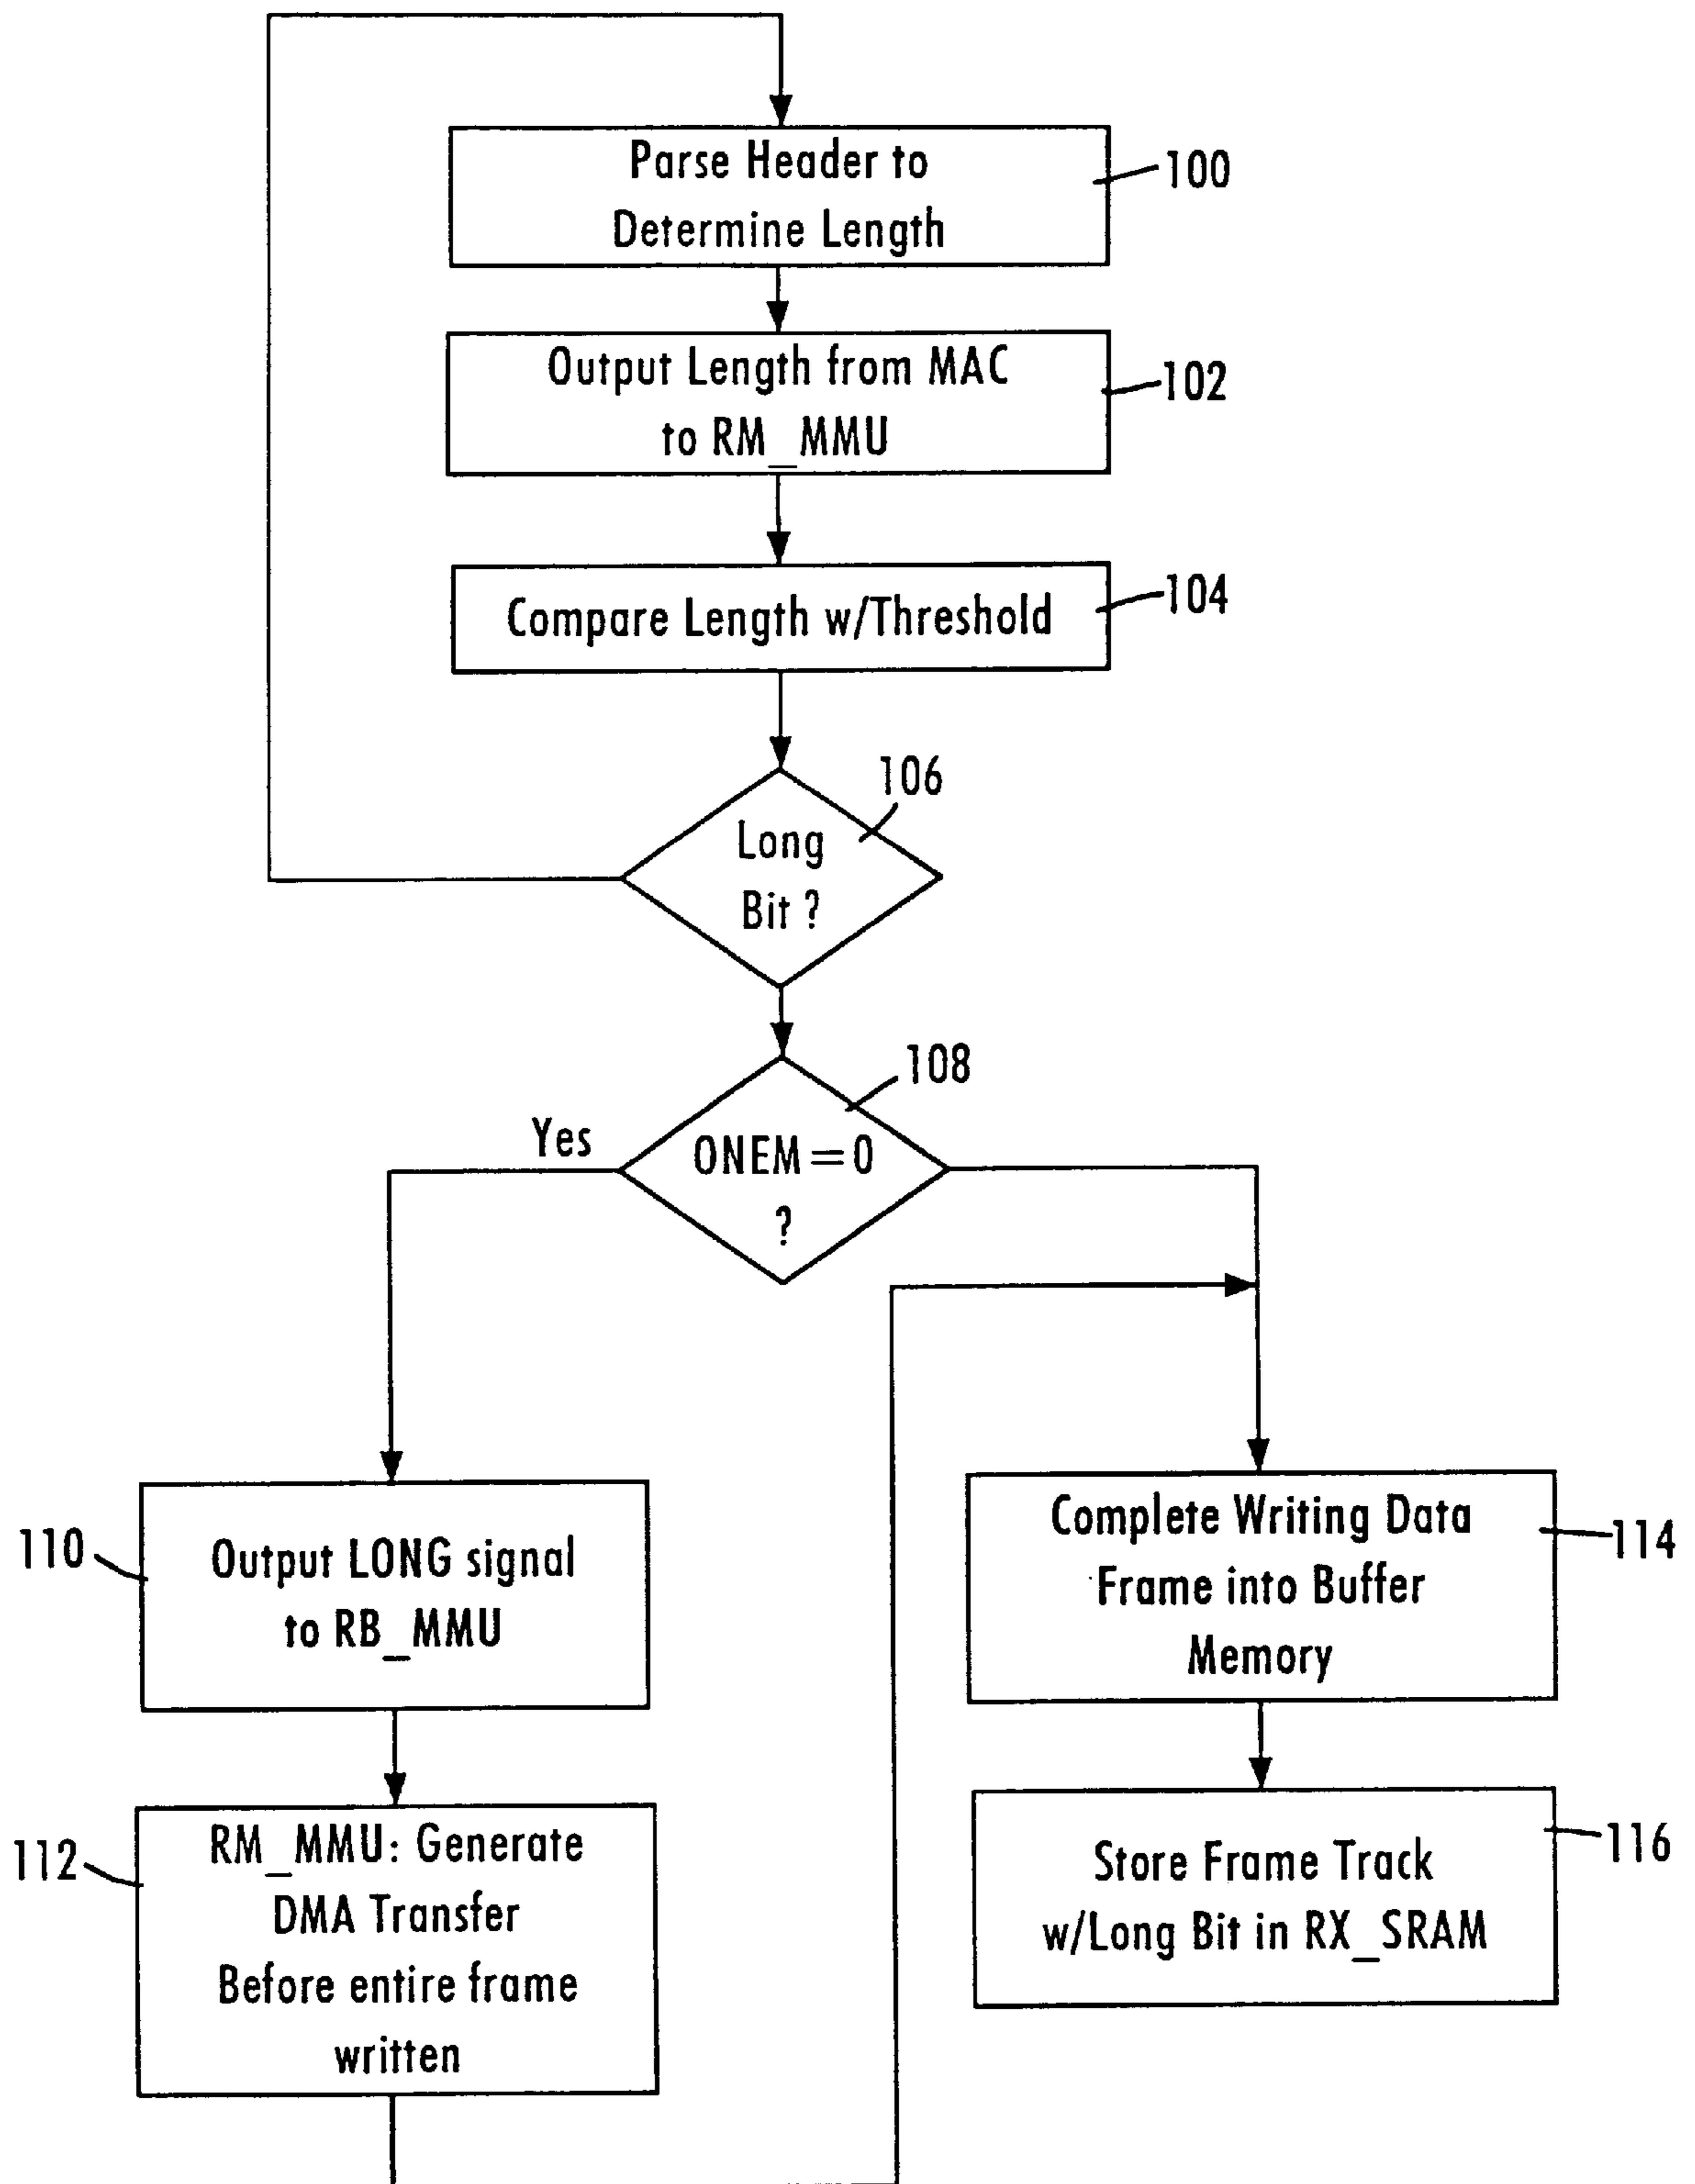 Parse Header to
Determine Length
100
Output Length from MAC
to RM_MMU
102
Compare Length w/Threshold
104
106
Long
Bit ?
108
Yes
ONEM = 0
?
110
Output LONG signal
to RB_MMU
Complete Writing Data
Frame into Buffer
Memory
114
112
RM_MMU: Generate
DMA Transfer
Before entire frame
written
Store Frame Track
w/Long Bit in RX_SRAM
116